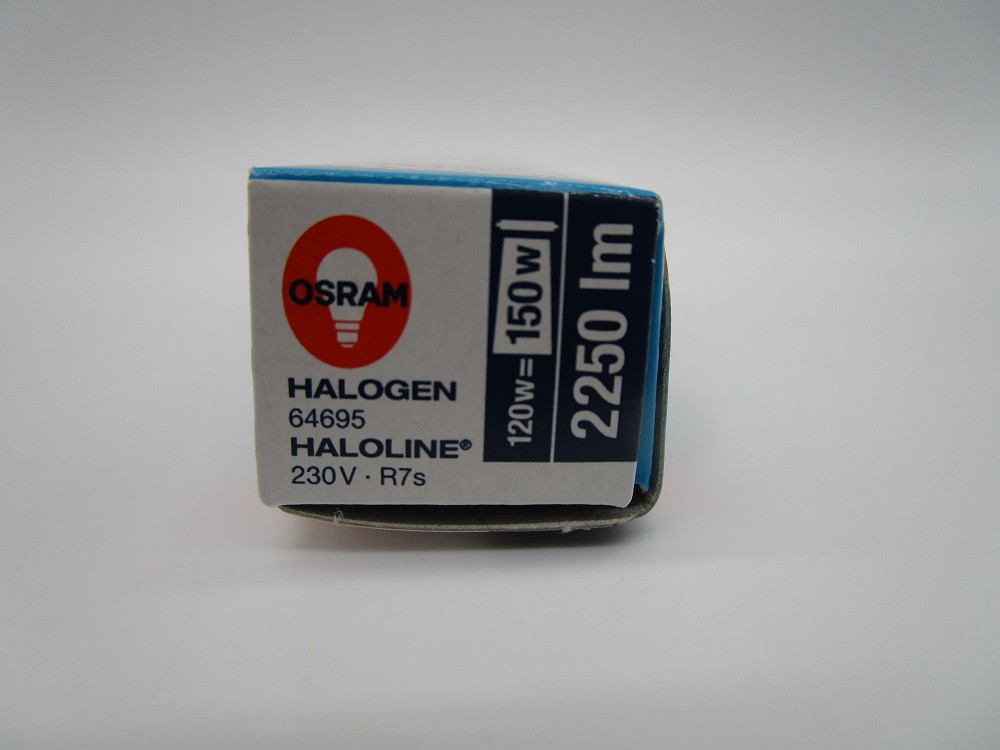 OSRAM
HALOGEN
64695
HALOLINE®
230V · R7s
120W = 150W
2250 lm